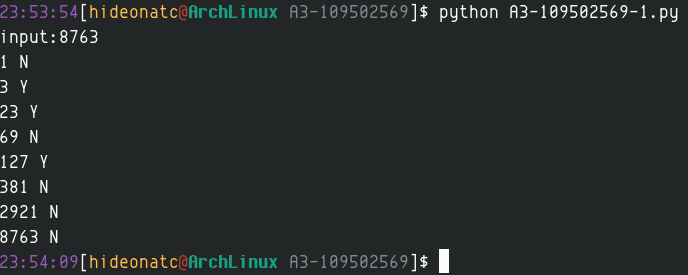 23:53:54[hideonatc@ArchLinux A3-109502569]$ python A3-109502569-1.py
input:8763
1 N
3 Y
23 Y
69 N
127 Y
381 N
2921 N
8763 N
23:54:09[hideonatc@ArchLinux A3-109502569]$